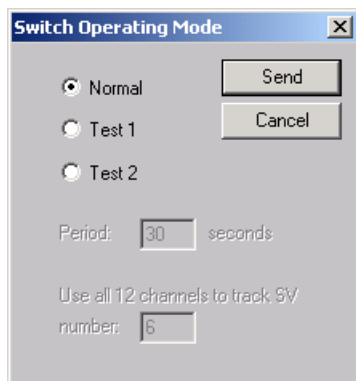 Switch Operating Mode
Normal
Send
Test 1
Cancel
Test 2
Period: 30 seconds
Use all 12 channels to track SV
number: 6